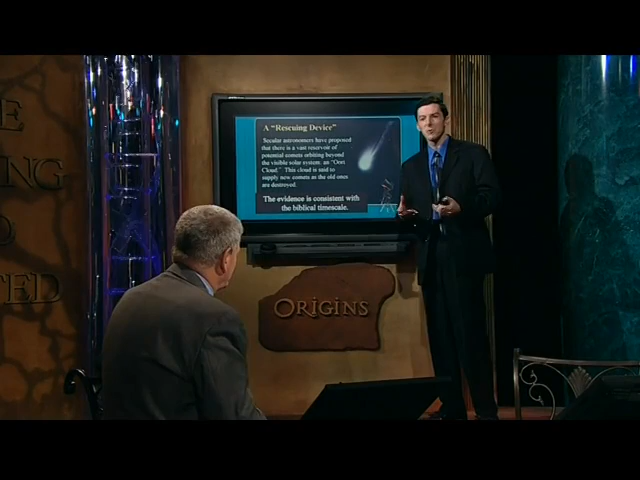 A "Rescuing Device"
Secular astronomers have proposed
that there is a vast reservoir of
potential comets orbiting beyond
the visible solar system: an "Oort
Cloud." This cloud is said to
supply new comets as the old ones
are destroyed.
The evidence is consistent with
the biblical timescale.
ORIGINS
E
NG
TED